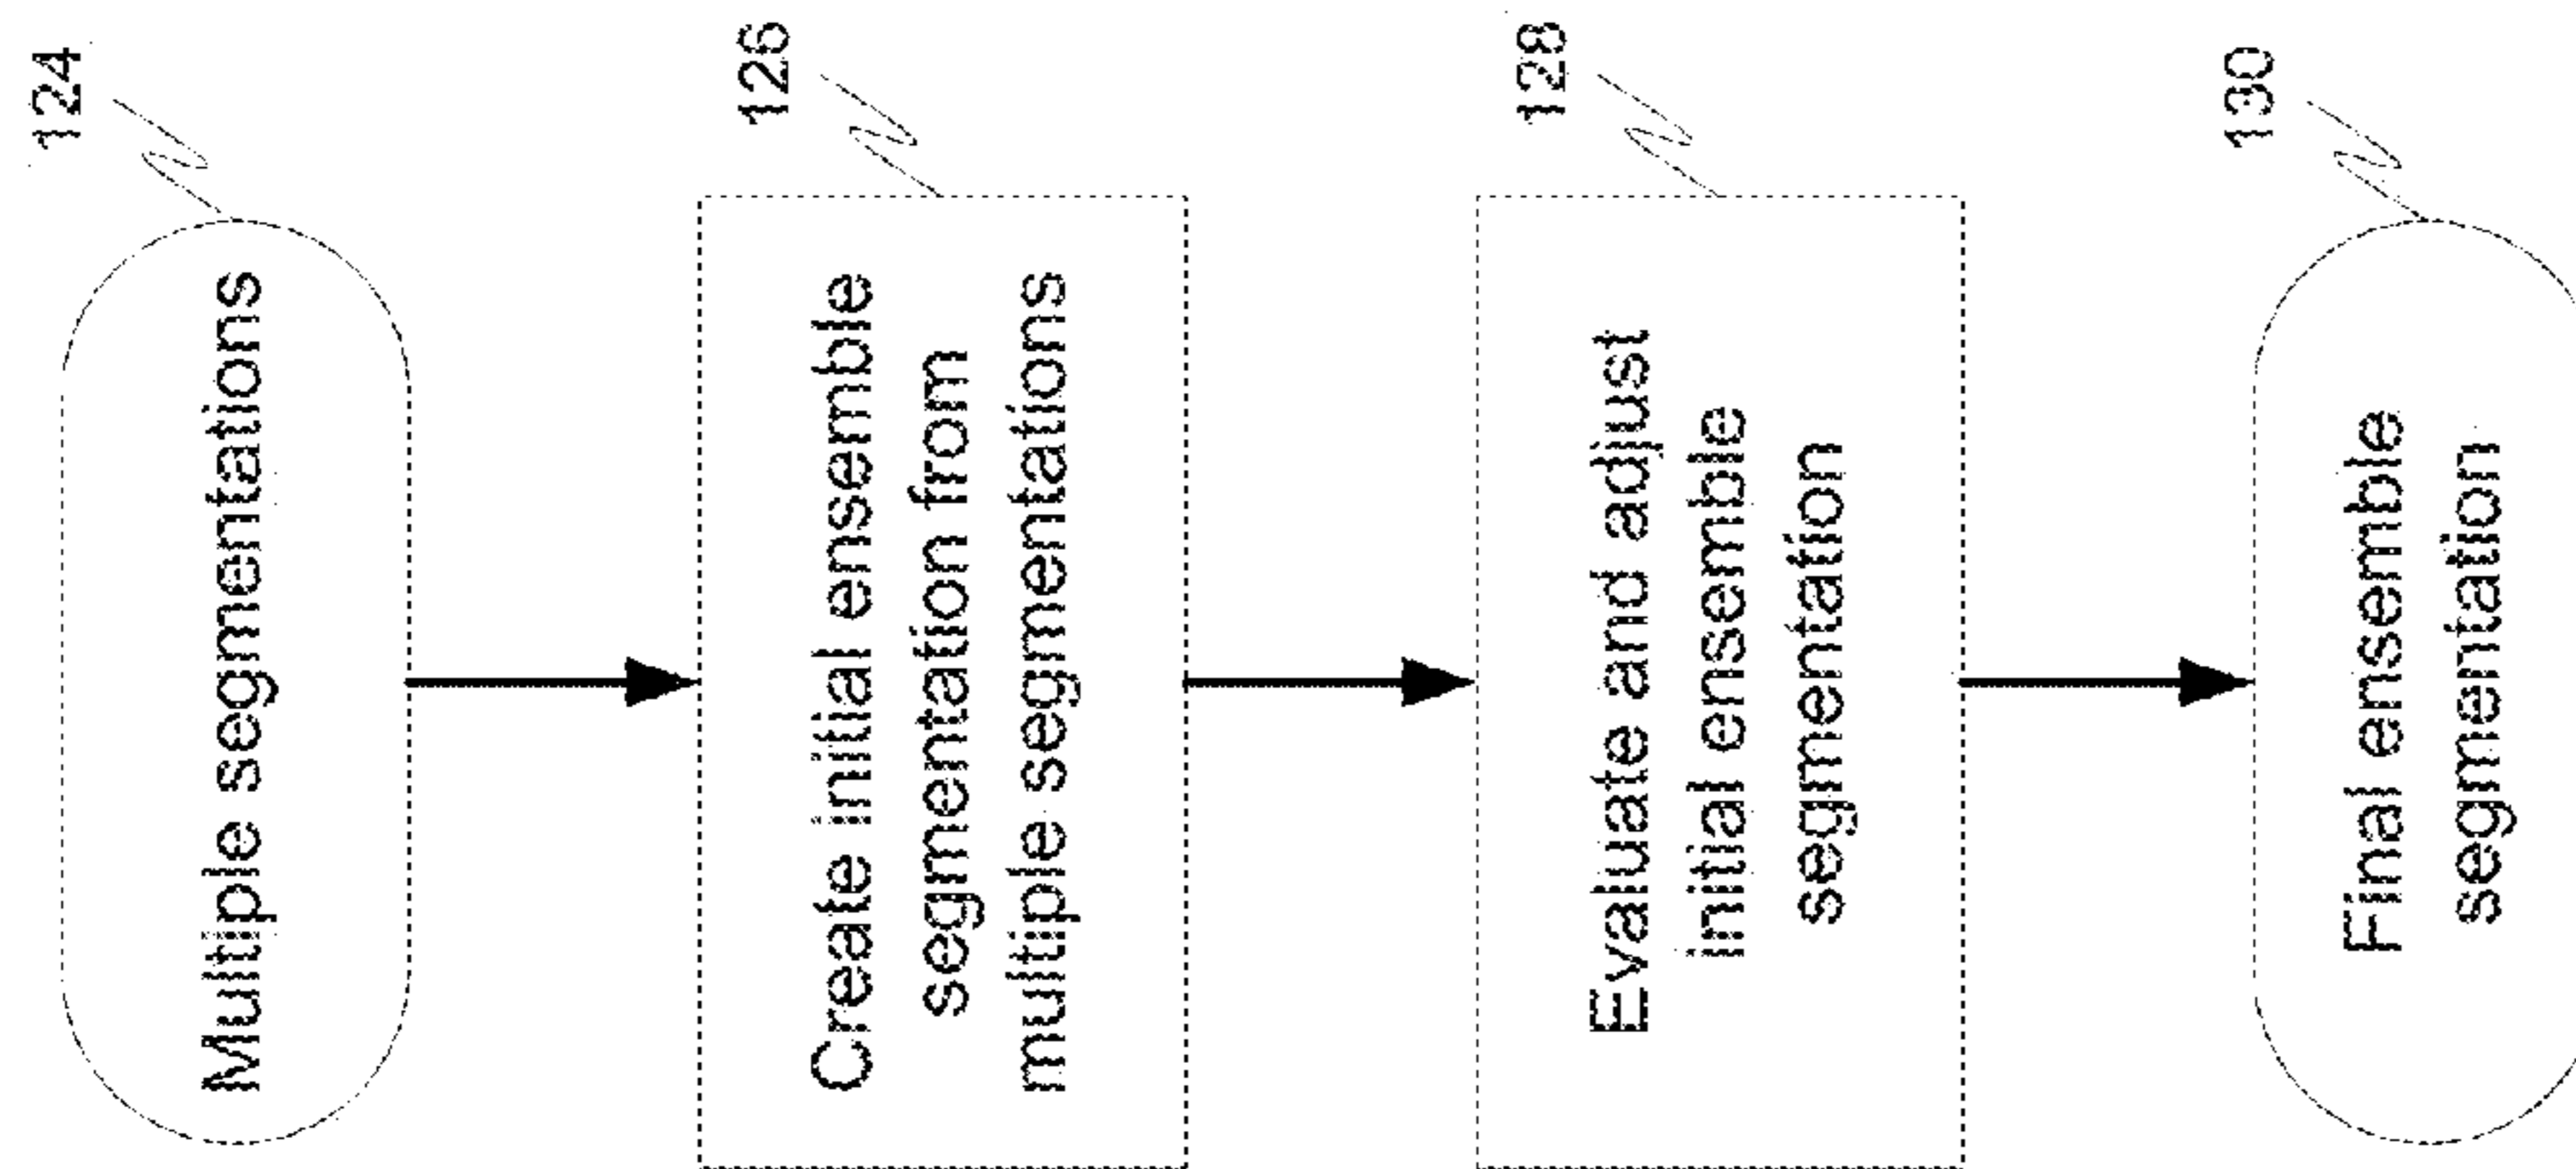 124
Multiple segmentations
126
Create initial ensemble
segmentation from
multiple segmentations
128
Evaluate and adjust
initial ensemble
segmentation
130
Final ensemble
segmentation